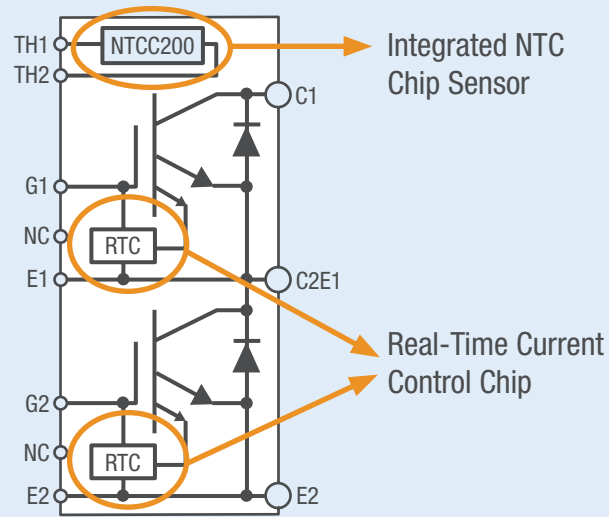 TH1
NTCC200
TH2
Integrated NTC
Chip Sensor
C1
G1
NC
RTC
E1
C2E1
Real-Time Current
Control Chip
G2
NC
RTC
E2
E2